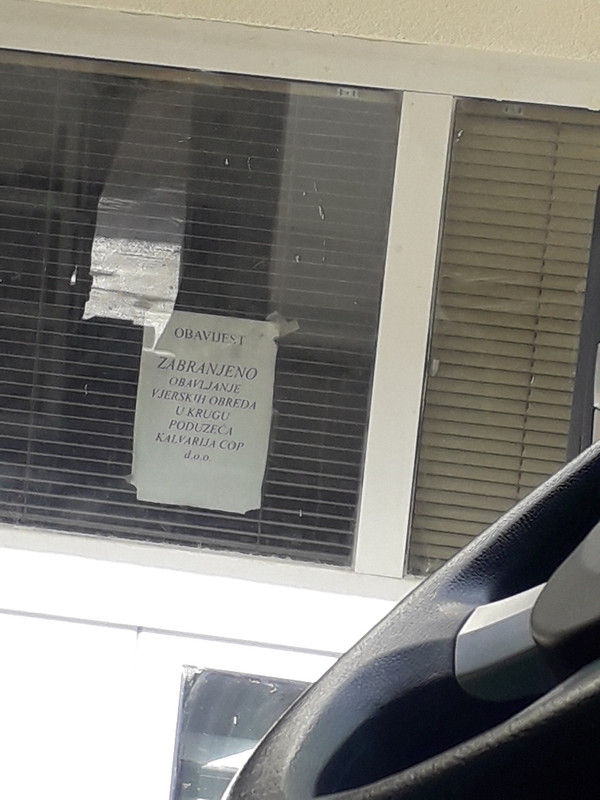 OBAVIJEST
ZABRANJENO
OBAVLJANJE
VJERSKIH OBREDA
U KRUGU
PODUZEĆA
KALVARIJA COP
d.o.o.